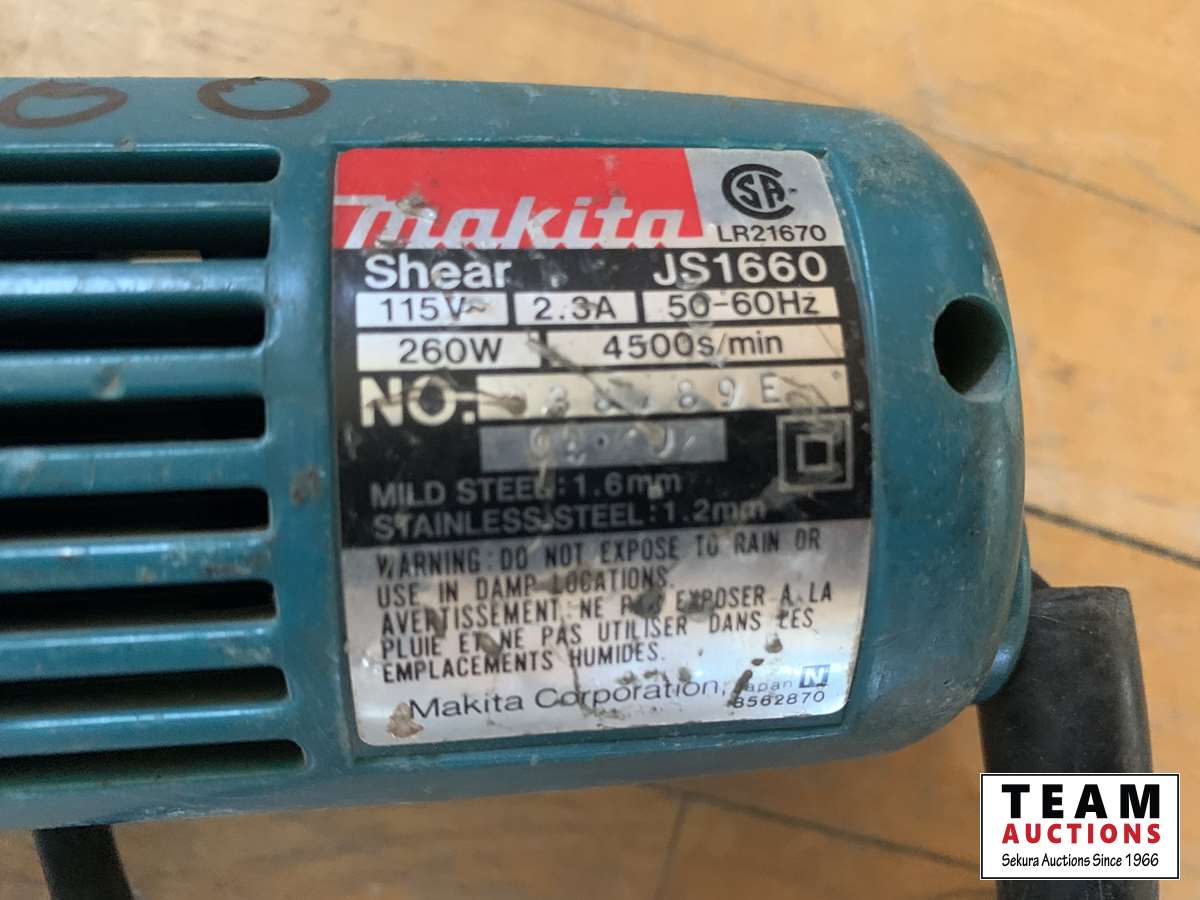 makita
CSA
LR21670
Shear JS1660
115V~ 2.3A 50-60Hz
260W 4500s/min
NO.
MILD STEEL:1.6mm
STAINLESS STEEL:1.2mm
WARNING: DO NOT EXPOSE TO RAIN OR
USE IN DAMP LOCATIONS.
AVERTISSEMENT: NE PAS EXPOSER A LA
PLUIE ET NE PAS UTILISER DANS LES
EMPLACEMENTS HUMIDES.
Makita Corporation, Japan N
8562870
TEAM
AUCTIONS
Sekura Auctions Since 1966